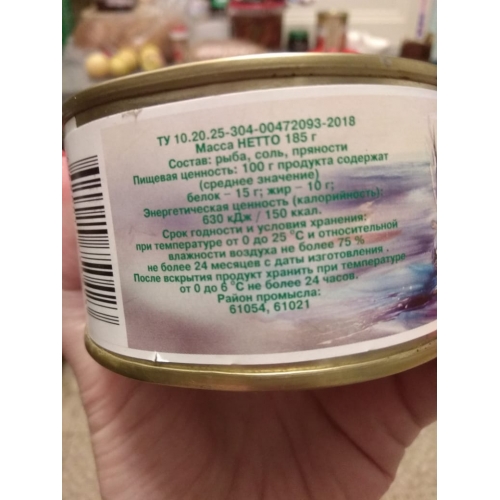 ТУ 10.20.25-304-00472093-2018
Масса НЕТТО 185 г
Состав: рыба, соль, пряности
Пищевая ценность: 100 г продукта содержат
(среднее значение)
белок – 15 г; жир – 10 г;
Энергетическая ценность (калорийность):
630 кДж / 150 ккал.
Срок годности и условия хранения:
при температуре от 0 до 25 °С и относительной
влажности воздуха не более 75 %
не более 24 месяцев с даты изготовления .
После вскрытия продукт хранить при температуре
от 0 до 6 °С не более 24 часов.
Район промысла:
61054, 61021